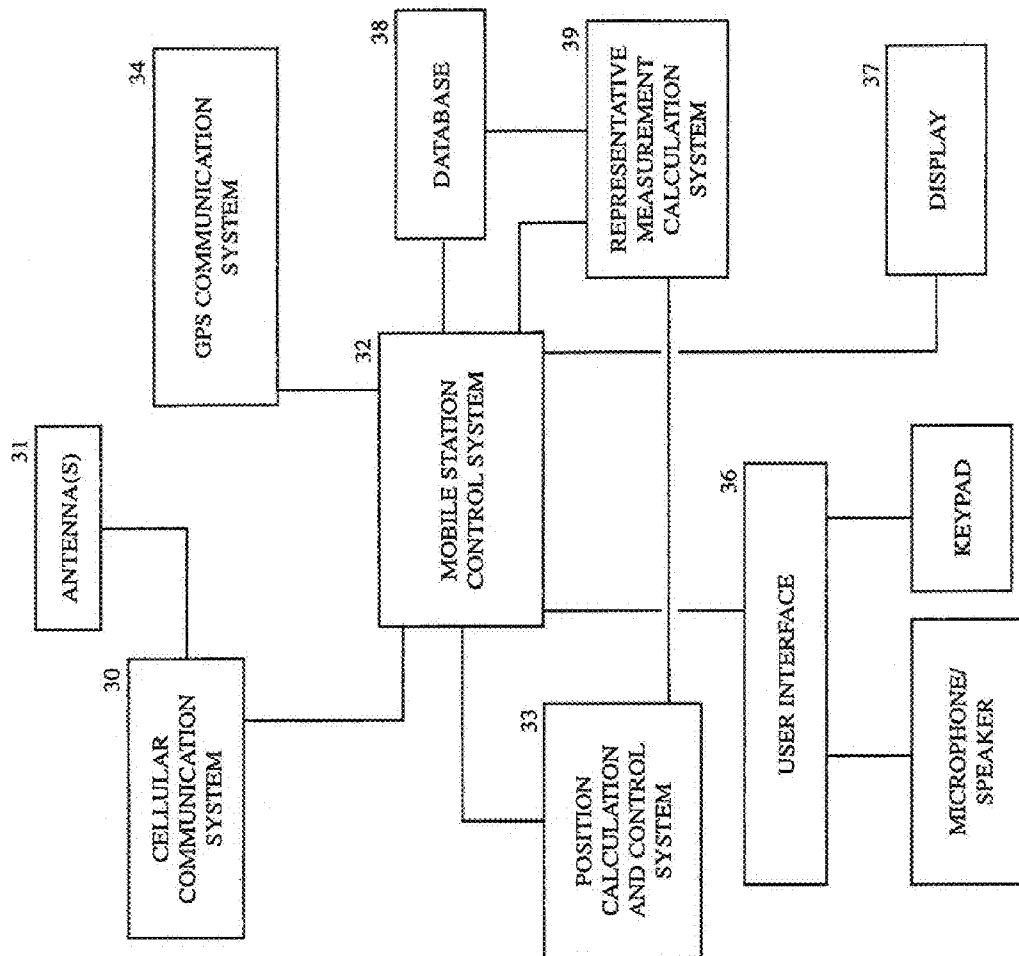 31
ANTENNA(S)
34
GPS COMMUNICATION
SYSTEM
30
CELLULAR
COMMUNICATION
SYSTEM
32
MOBILE STATION
CONTROL SYSTEM
38
DATABASE
33
POSITION
CALCULATION
AND CONTROL
SYSTEM
39
REPRESENTATIVE
MEASUREMENT
CALCULATION
SYSTEM
36
USER INTERFACE
37
DISPLAY
MICROPHONE/
SPEAKER
KEYPAD